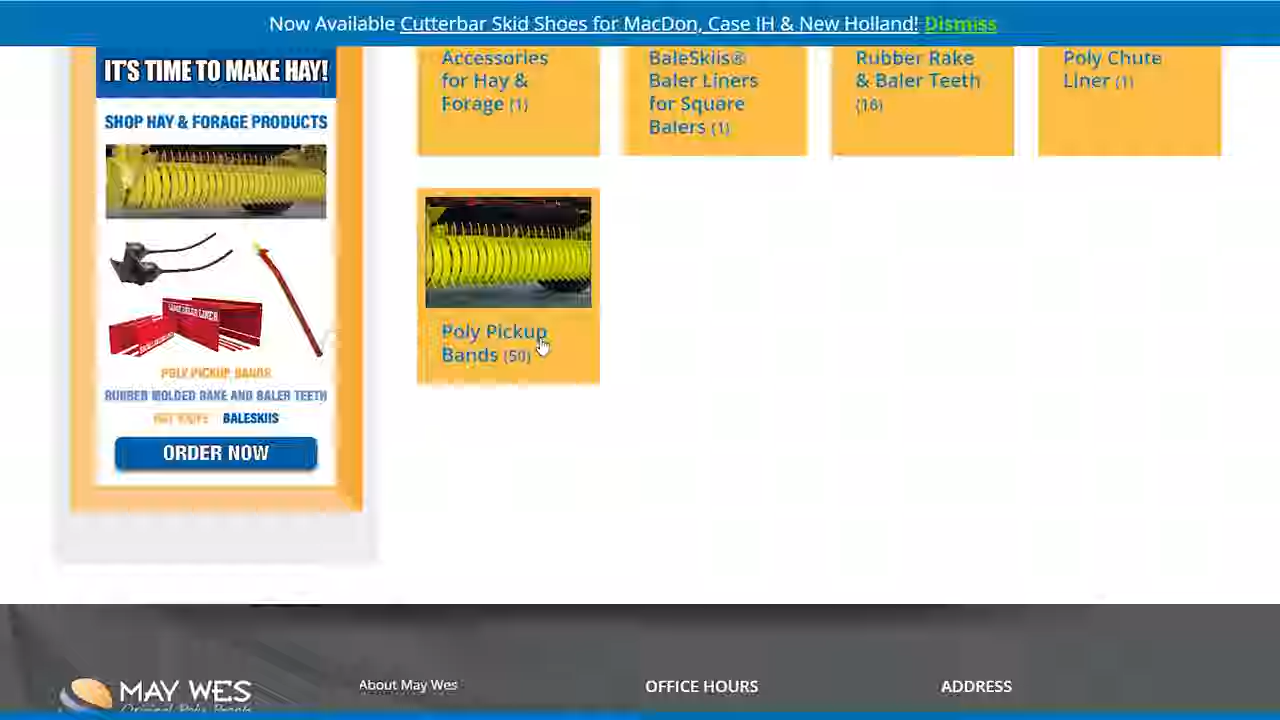 Now Available Cutterbar Skid Shoes for MacDon, Case IH & New Holland! Dismiss
IT'S TIME TO MAKE HAY!
SHOP HAY & FORAGE PRODUCTS
POLY PICKUP BANDS
RUBBER MOLDED RAKE AND BALER TEETH
HAY KNIFE BALESKIIS
ORDER NOW
Accessories
for Hay &
Forage (1)
BaleSkiis®
Baler Liners
for Square
Balers (1)
Rubber Rake
& Baler Teeth
(16)
Poly Chute
Liner (1)
Poly Pickup
Bands (50)
MAY WES
About May Wes
OFFICE HOURS
ADDRESS